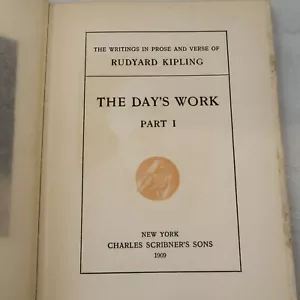 THE WRITINGS IN PROSE AND VERSE OF
RUDYARD KIPLING
THE DAY'S WORK
PART I
NEW YORK
CHARLES SCRIBNER'S SONS
1909